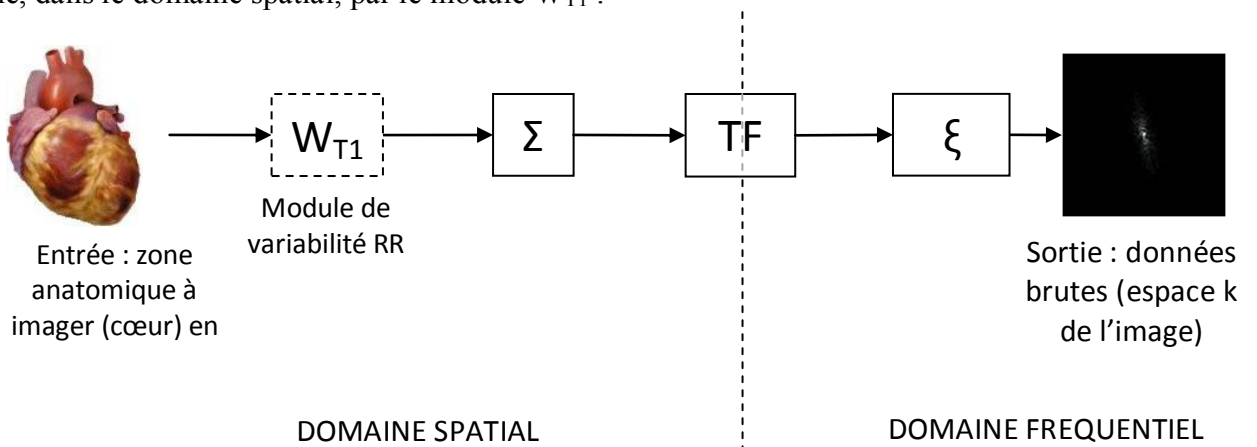 dans le domaine spatial, par le module W
W_T1
Σ
TF
ξ
Module de
variabilité RR
Entrée : zone
anatomique à
imager (cœur) en
Sortie : données
brutes (espace k
de l'image)
DOMAINE SPATIAL
DOMAINE FREQUENTIEL